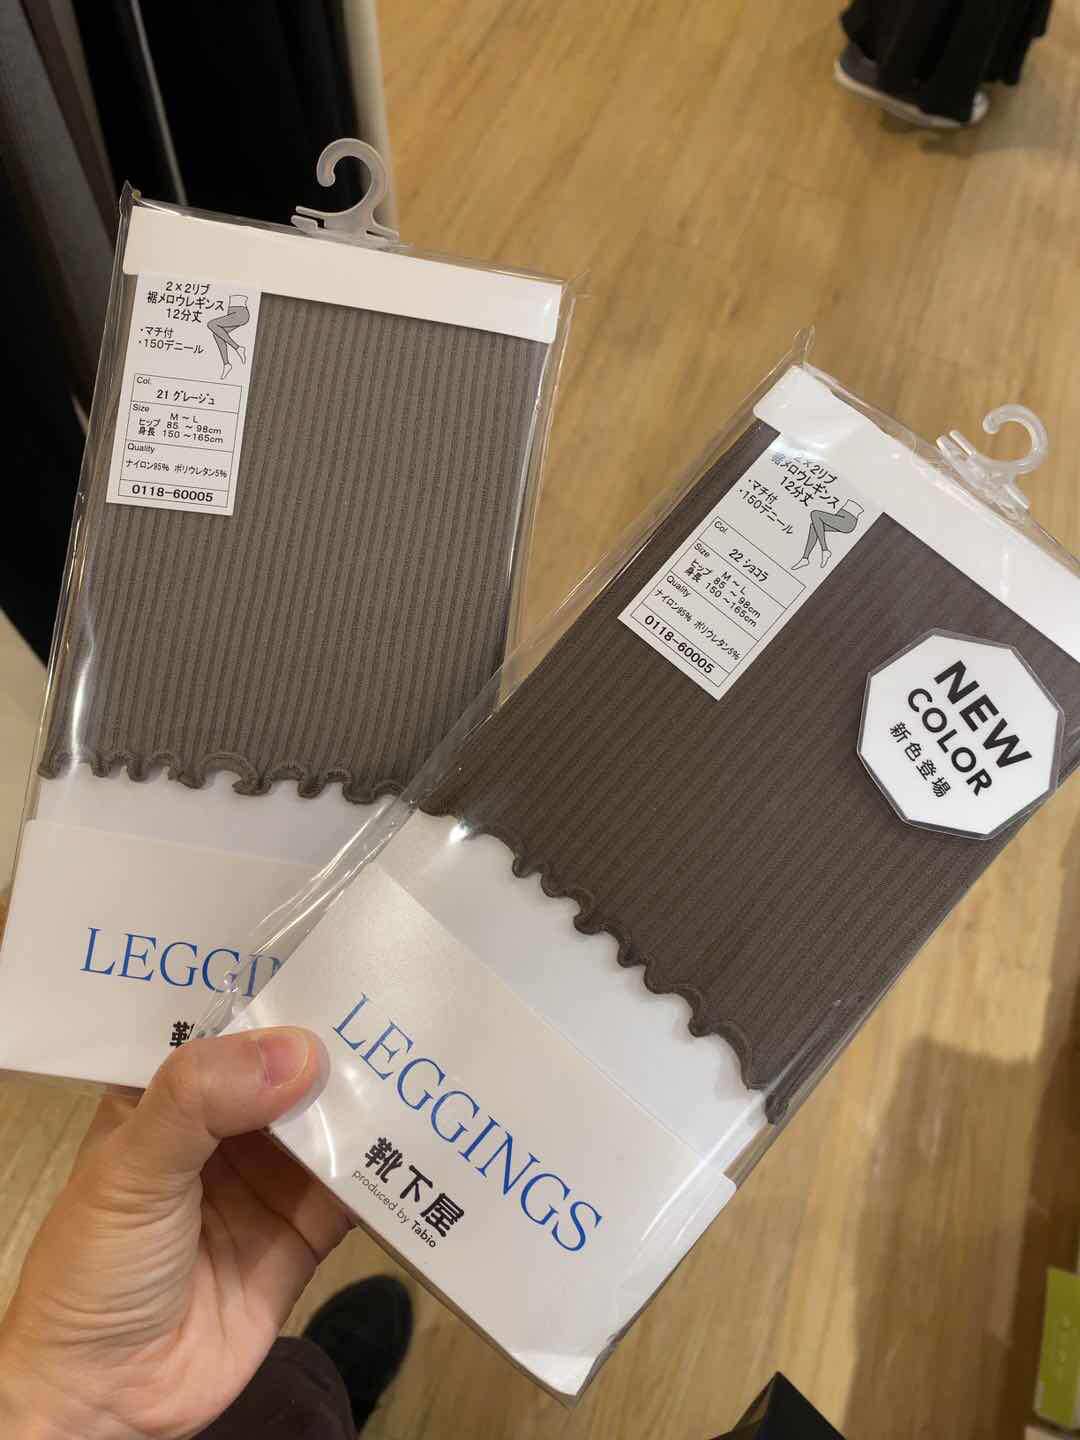 2×2リブ
裾メロウレギンス
12分丈
・マチ付
・150デニール
Col.
21 グレージュ
Size
M～L
ヒップ 85～98cm
身長 150～165cm
Quality
ナイロン95% ポリウレタン5%
0118-60005
LEGGIN
靴
2×2リブ
裾メロウレギンス
12分丈
・マチ付
・150デニール
Col.
22 ショコラ
Size
M～L
ヒップ 85～98cm
身長 150～165cm
Quality
ナイロン95% ポリウレタン5%
0118-60005
NEW
COLOR
新色登場
LEGGINGS
靴下屋
produced by Tabio